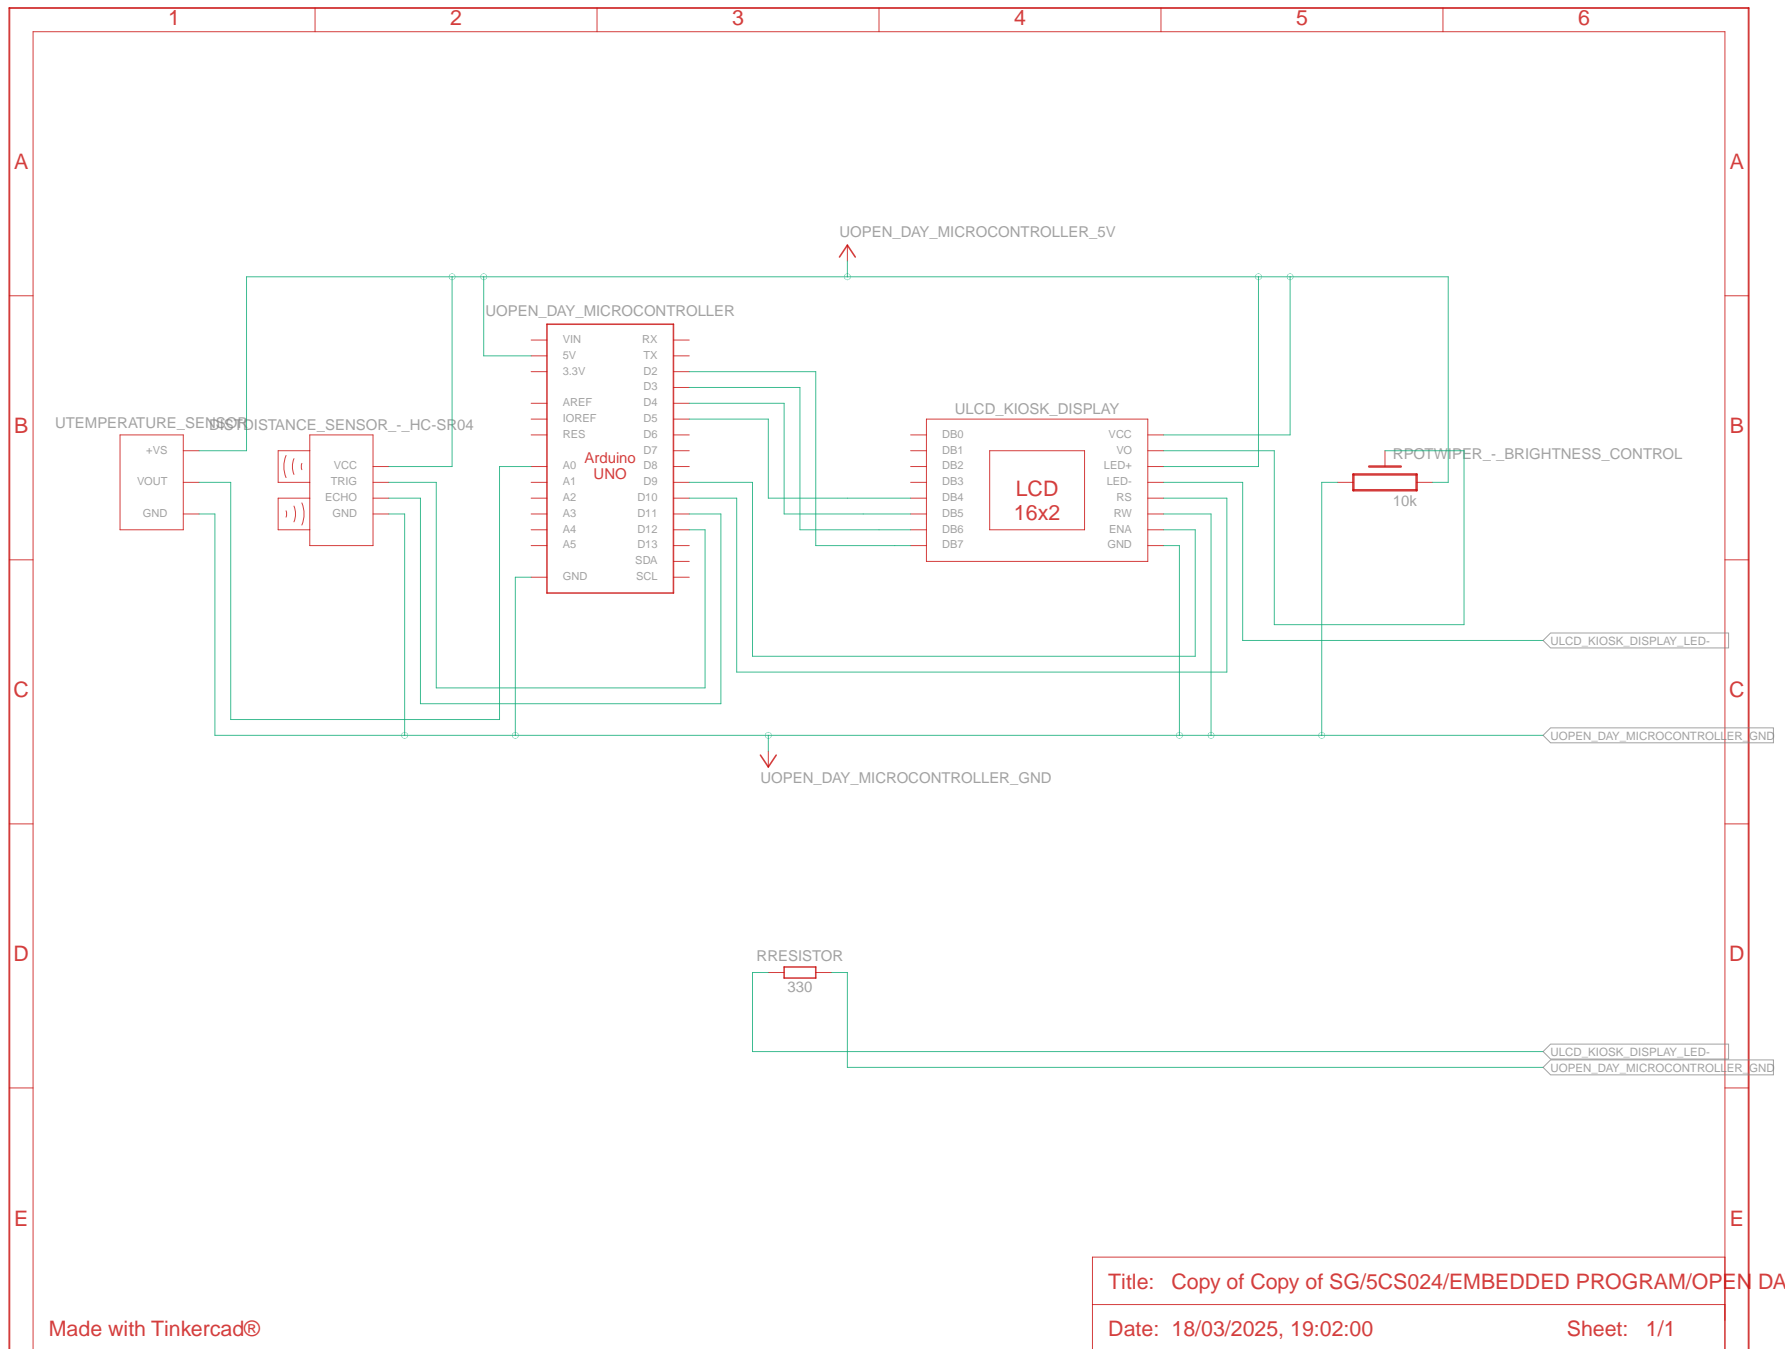 1 2 3 4 5 6
A A
UOPEN_DAY_MICROCONTROLLER_5V
UOPEN_DAY_MICROCONTROLLER
VIN RX
5V TX
3.3V D2
D3
AREF D4
IOREF D5
RES D6
D7
A0 D8
A1 D9
A2 D10
A3 D11
A4 D12
A5 D13
SDA
GND SCL
Arduino
UNO
B B
UTEMPERATURE_SENSOR
+VS
VOUT
GND
DISTDISTANCE_SENSOR_-_HC-SR04
VCC
TRIG
ECHO
GND
ULCD_KIOSK_DISPLAY
DB0 VCC
DB1 VO
DB2 LED+
DB3 LED-
DB4 RS
DB5 RW
DB6 ENA
DB7 GND
LCD
16x2
RPOTWIPER_-_BRIGHTNESS_CONTROL
10k
ULCD_KIOSK_DISPLAY_LED-
C C
UOPEN_DAY_MICROCONTROLLER_GND
UOPEN_DAY_MICROCONTROLLER_GND
D D
RRESISTOR
330
ULCD_KIOSK_DISPLAY_LED-
UOPEN_DAY_MICROCONTROLLER_GND
E E
Title: Copy of Copy of SG/5CS024/EMBEDDED PROGRAM/OPEN DA
Made with Tinkercad®
Date: 18/03/2025, 19:02:00 Sheet: 1/1